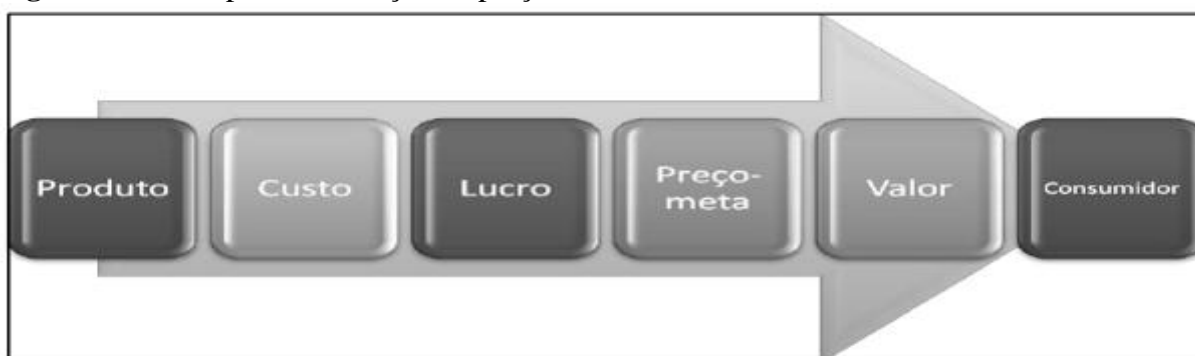 Produto
Custo
Lucro
Preço-
meta
Valor
Consumidor